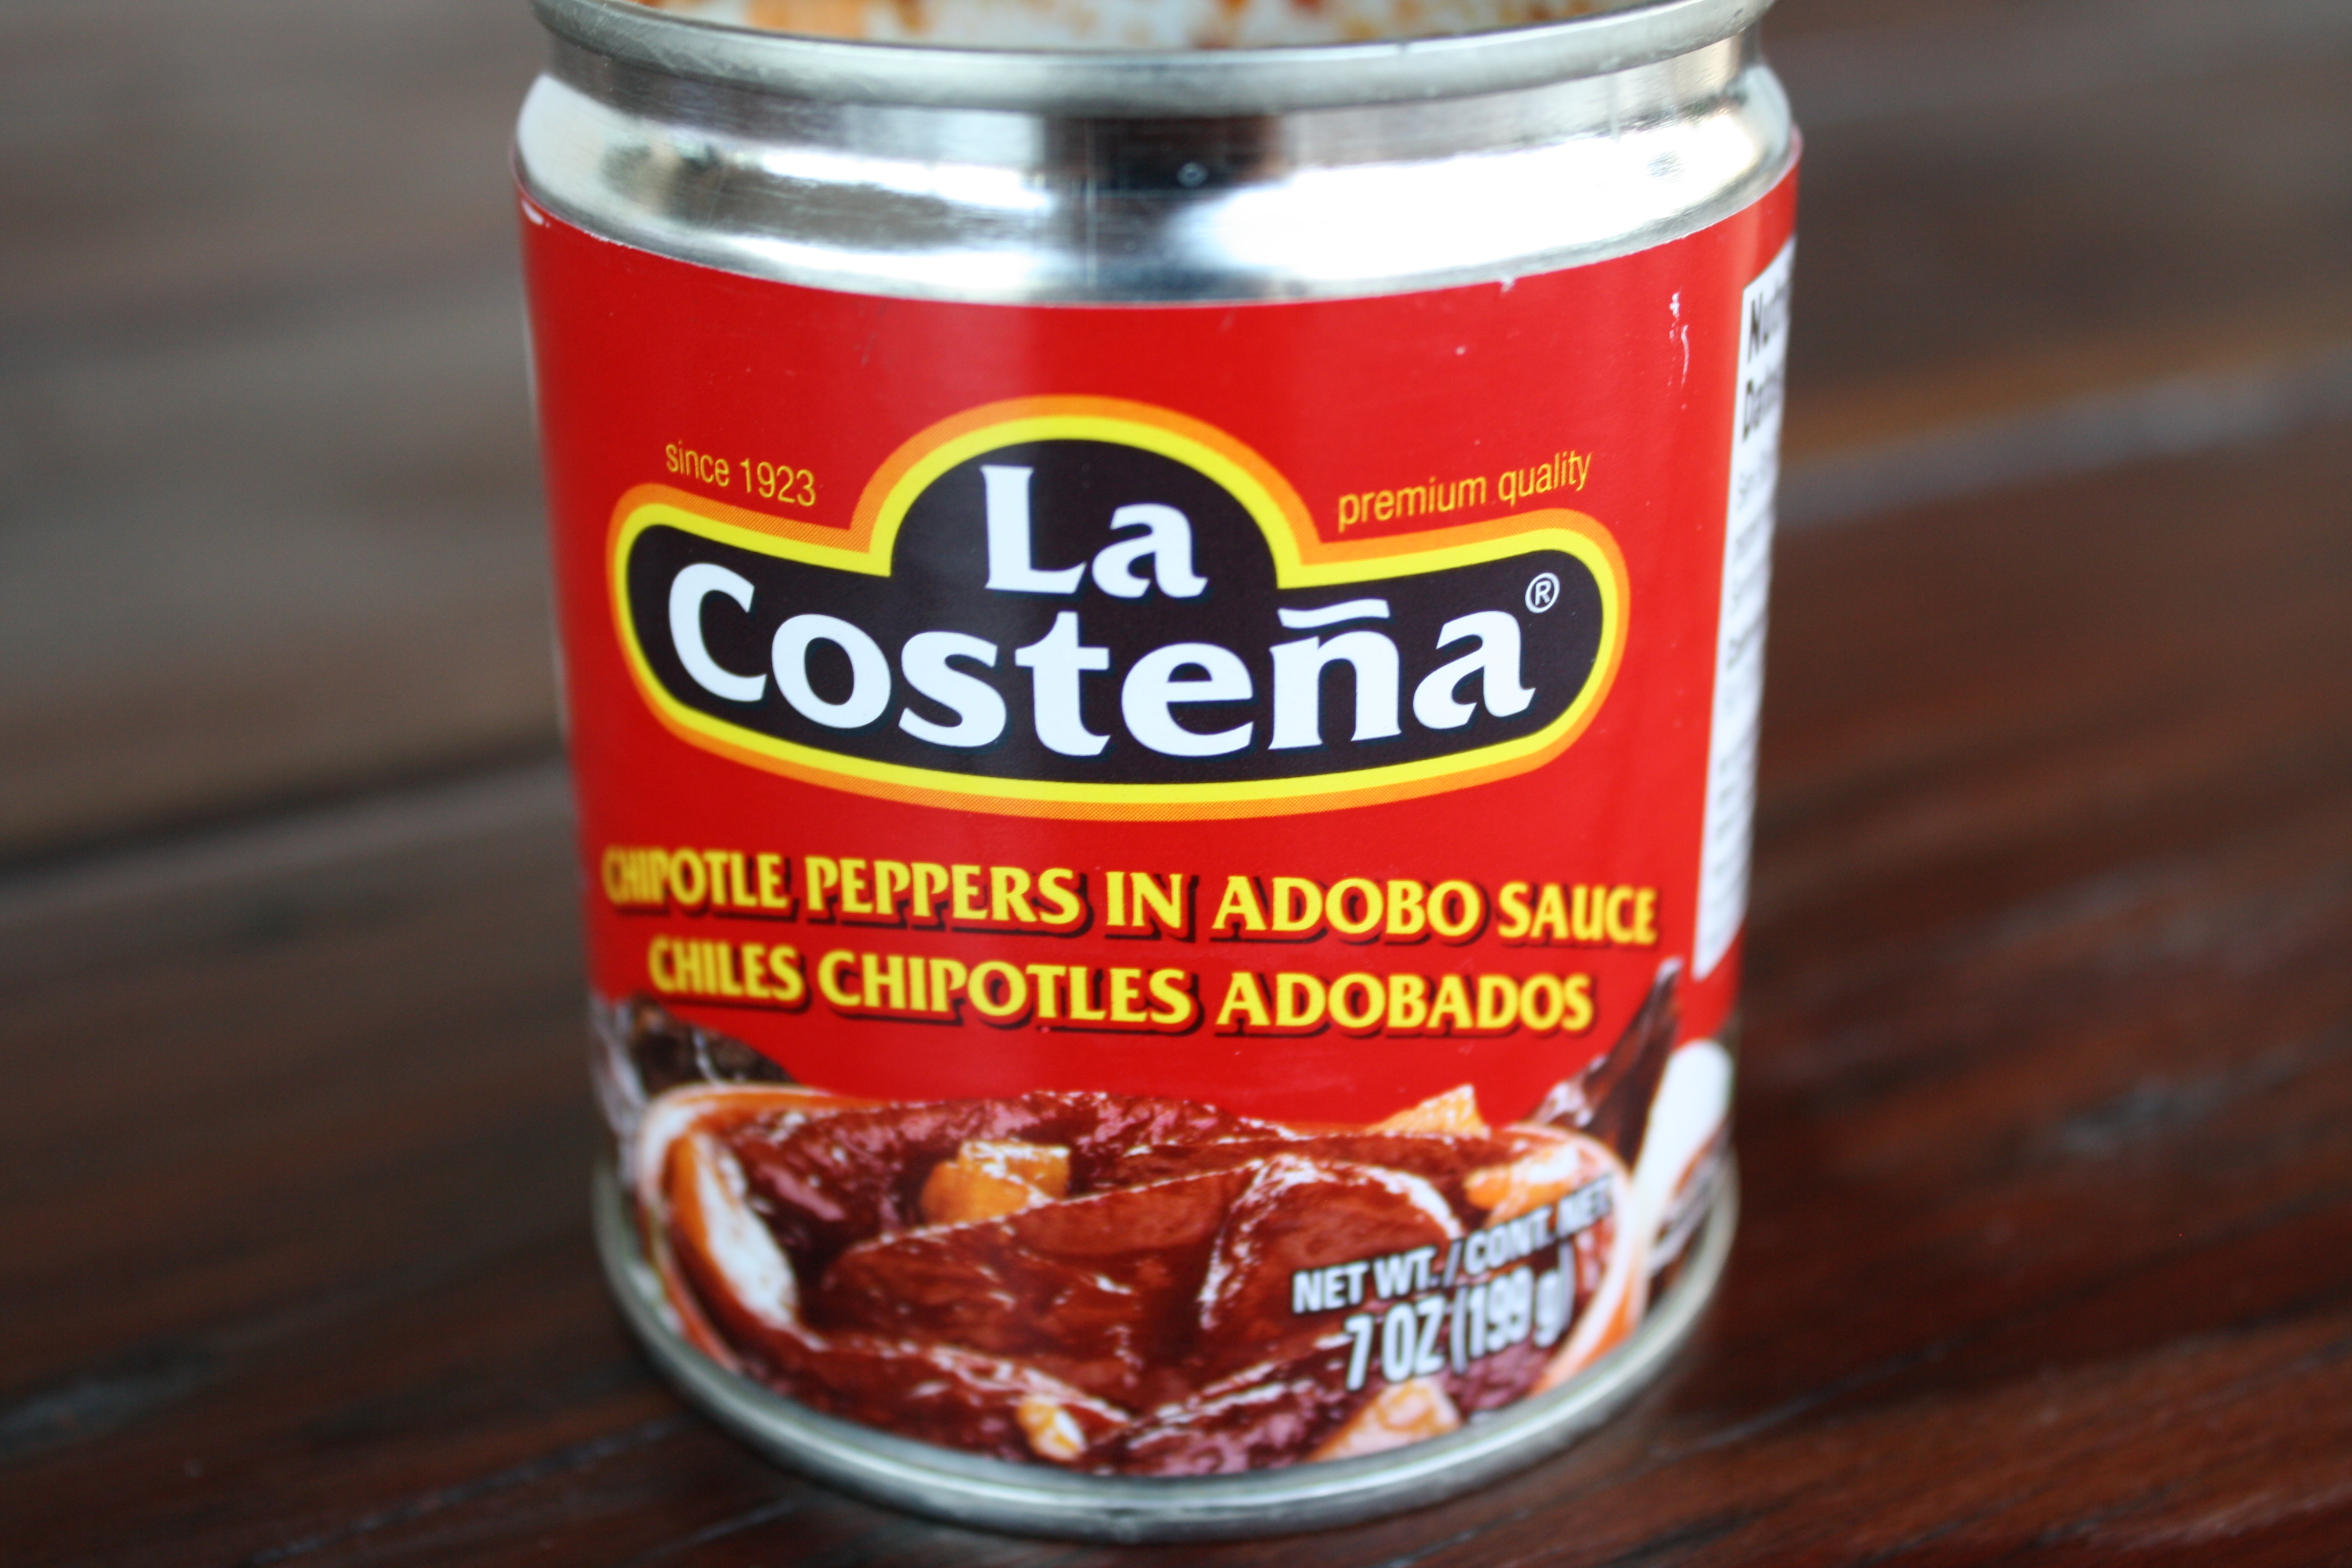 since 1923
premium quality
La
Costeña®
CHIPOTLE PEPPERS IN ADOBO SAUCE
CHILES CHIPOTLES ADOBADOS
NET WT. / CONT. NET
7 OZ (199 g)